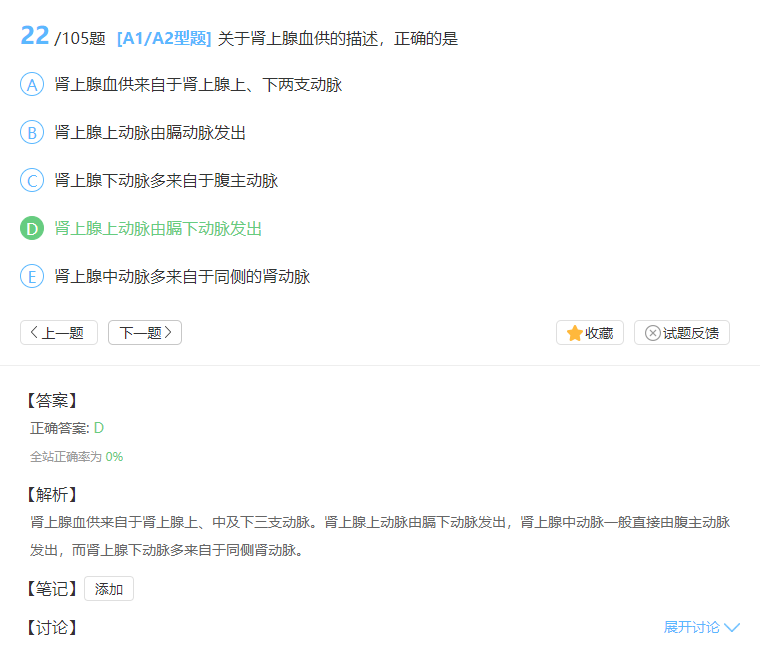 22 /105题 [A1/A2型题] 关于肾上腺血供的描述，正确的是
A 肾上腺血供来自于肾上腺上、下两支动脉
B 肾上腺上动脉由膈动脉发出
C 肾上腺下动脉多来自于腹主动脉
D 肾上腺上动脉由膈下动脉发出
E 肾上腺中动脉多来自于同侧的肾动脉
上一题 下一题 收藏 试题反馈
【答案】
正确答案: D
全站正确率为 0%
【解析】
肾上腺血供来自于肾上腺上、中及下三支动脉。肾上腺上动脉由膈下动脉发出，肾上腺中动脉一般直接由腹主动脉
发出，而肾上腺下动脉多来自于同侧肾动脉。
【笔记】 添加
【讨论】 展开讨论